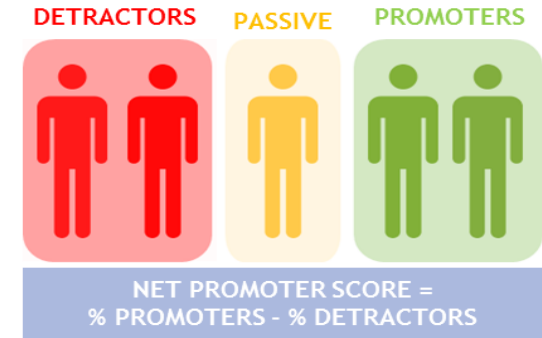 DETRACTORS
PASSIVE
PROMOTERS
NET PROMOTER SCORE =
% PROMOTERS - % DETRACTORS